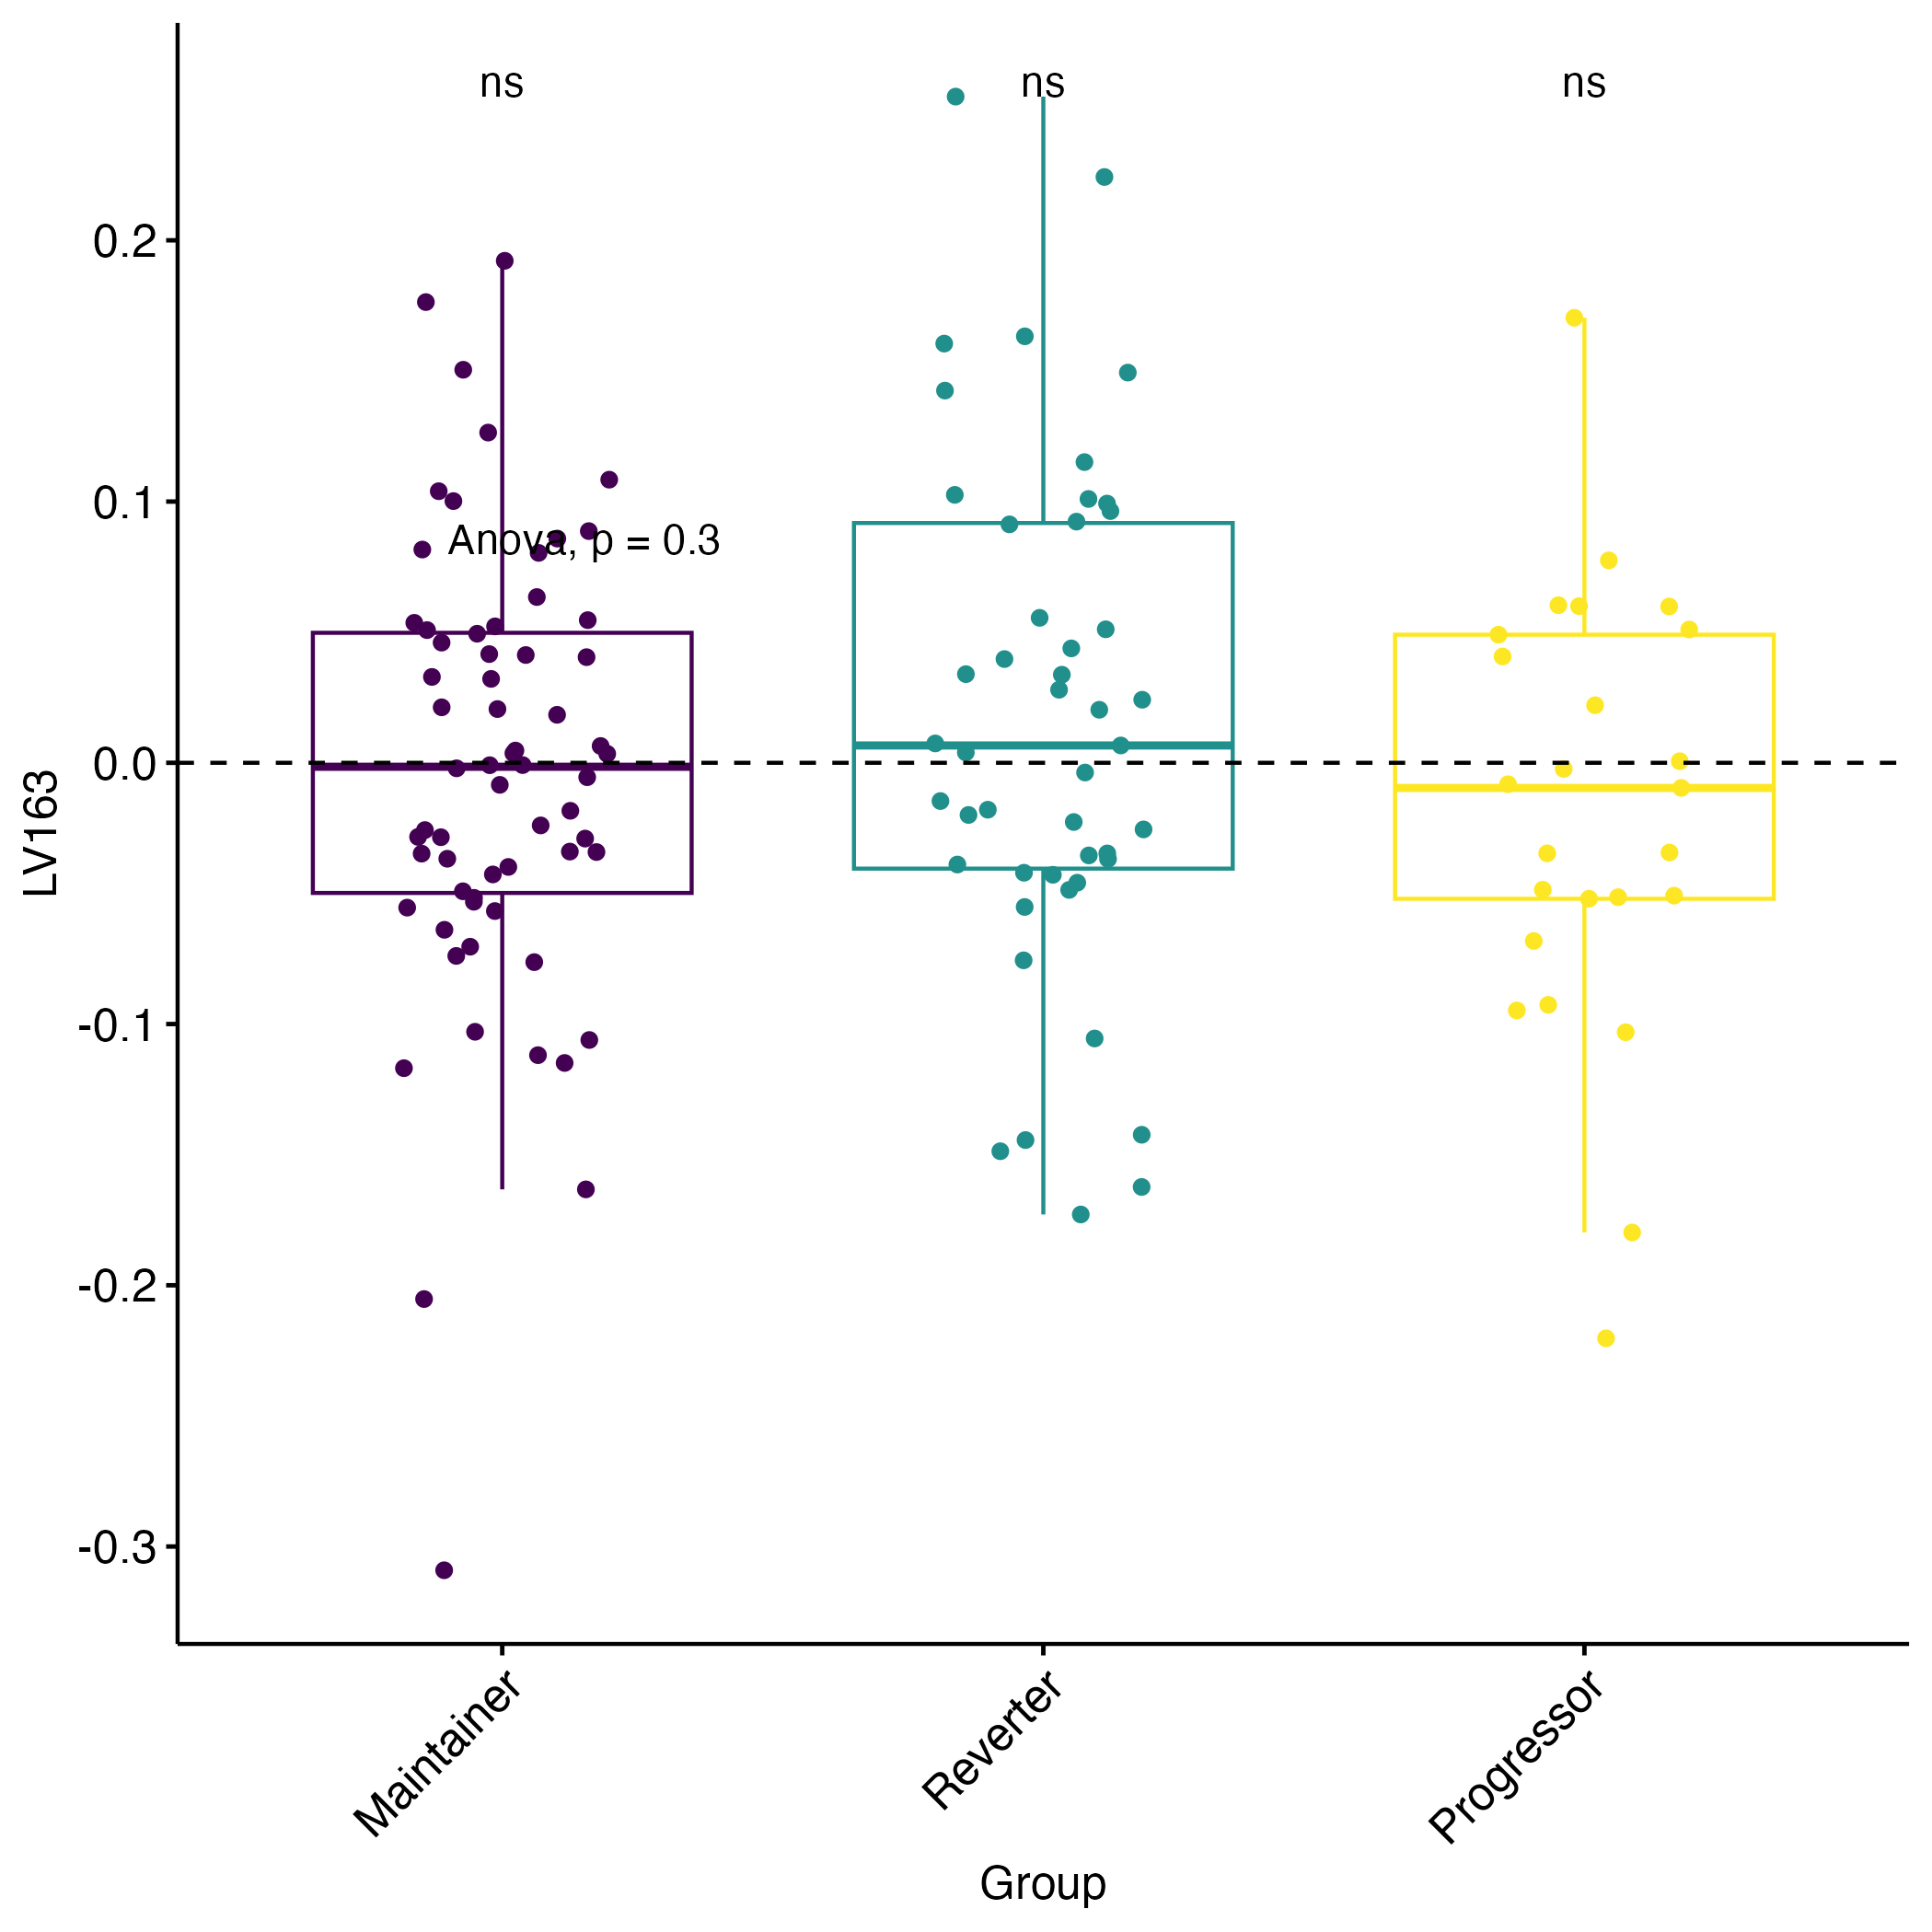 ns ns ns
0.2
0.1
Anova, p = 0.3
0.0
LV163
-0.1
-0.2
-0.3
Maintainer Reverter Progressor
Group